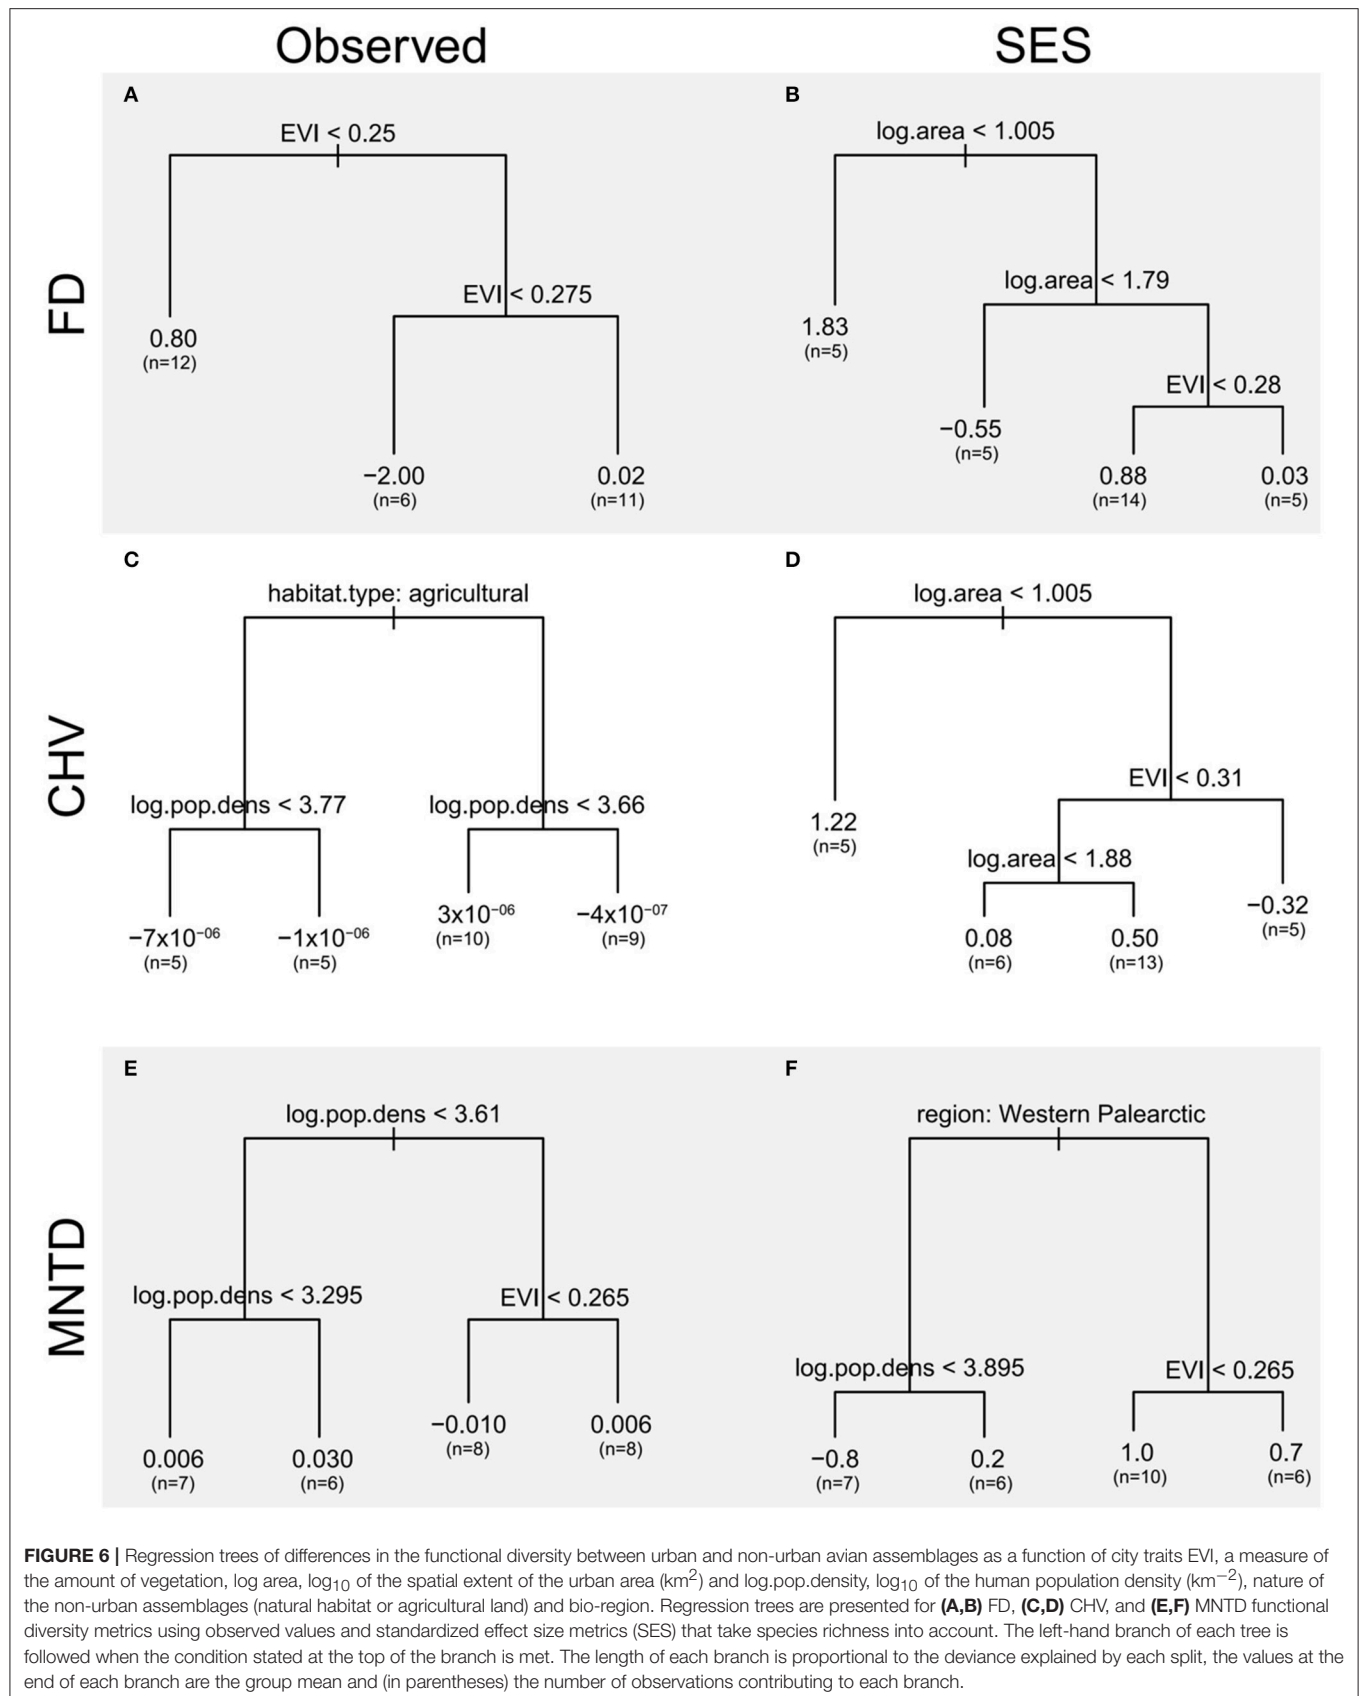 Observed
SES
FD
A
EVI < 0.25
0.80
(n=12)
EVI < 0.275
−2.00
(n=6)
0.02
(n=11)
B
log.area < 1.005
1.83
(n=5)
log.area < 1.79
−0.55
(n=5)
EVI < 0.28
0.88
(n=14)
0.03
(n=5)
CHV
C
habitat.type: agricultural
log.pop.dens < 3.77
log.pop.dens < 3.66
−7x10⁻⁰⁶
(n=5)
−1x10⁻⁰⁶
(n=5)
3x10⁻⁰⁶
(n=10)
−4x10⁻⁰⁷
(n=9)
D
log.area < 1.005
1.22
(n=5)
EVI < 0.31
log.area < 1.88
0.08
(n=6)
0.50
(n=13)
−0.32
(n=5)
MNTD
E
log.pop.dens < 3.61
log.pop.dens < 3.295
EVI < 0.265
0.006
(n=7)
0.030
(n=6)
−0.010
(n=8)
0.006
(n=8)
F
region: Western Palearctic
log.pop.dens < 3.895
EVI < 0.265
−0.8
(n=7)
0.2
(n=6)
1.0
(n=10)
0.7
(n=6)
FIGURE 6 | Regression trees of differences in the functional diversity between urban and non-urban avian assemblages as a function of city traits EVI, a measure of
the amount of vegetation, log area, log₁₀ of the spatial extent of the urban area (km²) and log.pop.density, log₁₀ of the human population density (km⁻²), nature of
the non-urban assemblages (natural habitat or agricultural land) and bio-region. Regression trees are presented for (A,B) FD, (C,D) CHV, and (E,F) MNTD functional
diversity metrics using observed values and standardized effect size metrics (SES) that take species richness into account. The left-hand branch of each tree is
followed when the condition stated at the top of the branch is met. The length of each branch is proportional to the deviance explained by each split, the values at the
end of each branch are the group mean and (in parentheses) the number of observations contributing to each branch.